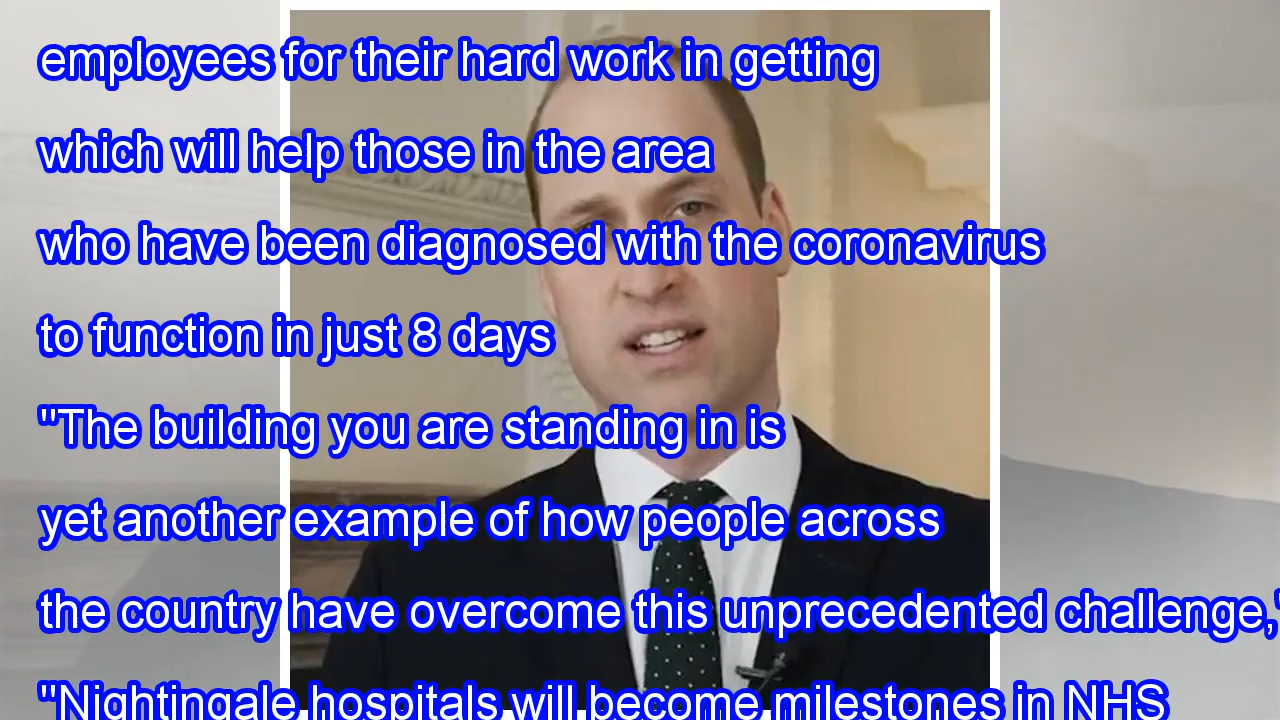 employees for their hard work in getting
which will help those in the area
who have been diagnosed with the coronavirus
to function in just 8 days
"The building you are standing in is
yet another example of how people across
the country have overcome this unprecedented challenge,"
"Nightingale hospitals will become milestones in NHS